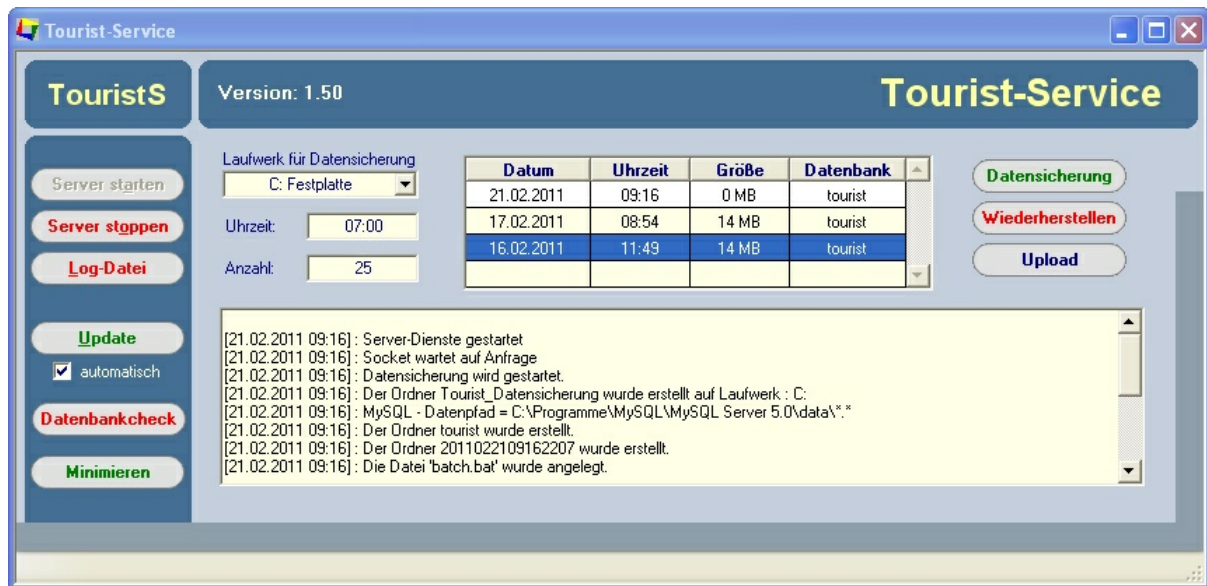 Tourist-Service
TouristS
Version: 1.50
Tourist-Service
Server starten
Server stoppen
Log-Datei
Update
automatisch
Datenbankcheck
Minimieren
Laufwerk für Datensicherung
C: Festplatte
Uhrzeit: 07:00
Anzahl: 25
Datum Uhrzeit Größe Datenbank
21.02.2011 09:16 0 MB tourist
17.02.2011 08:54 14 MB tourist
16.02.2011 11:49 14 MB tourist
Datensicherung
Wiederherstellen
Upload
[21.02.2011 09:16] : Server-Dienste gestartet
[21.02.2011 09:16] : Socket wartet auf Anfrage
[21.02.2011 09:16] : Datensicherung wird gestartet.
[21.02.2011 09:16] : Der Ordner Tourist_Datensicherung wurde erstellt auf Laufwerk : C:
[21.02.2011 09:16] : MySQL - Datenpfad = C:\Programme\MySQL\MySQL Server 5.0\data\*.*
[21.02.2011 09:16] : Der Ordner tourist wurde erstellt.
[21.02.2011 09:16] : Der Ordner 2011022109162207 wurde erstellt.
[21.02.2011 09:16] : Die Datei 'batch.bat' wurde angelegt.